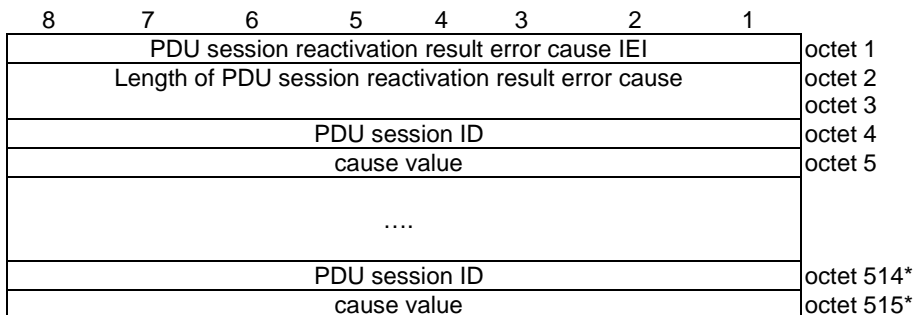 8 7 6 5 4 3 2 1
PDU session reactivation result error cause IEI octet 1
Length of PDU session reactivation result error cause octet 2
octet 3
PDU session ID octet 4
cause value octet 5
….
PDU session ID octet 514*
cause value octet 515*